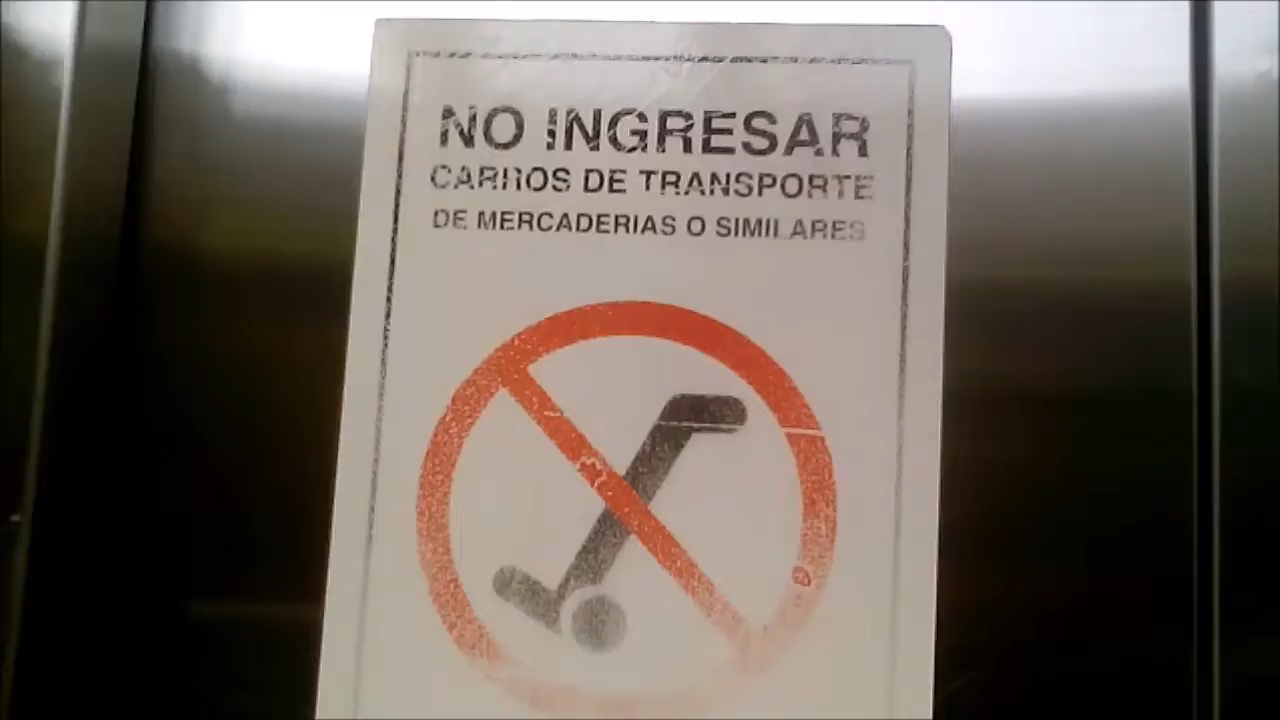 NO INGRESAR
CARROS DE TRANSPORTE
DE MERCADERIAS O SIMILARES